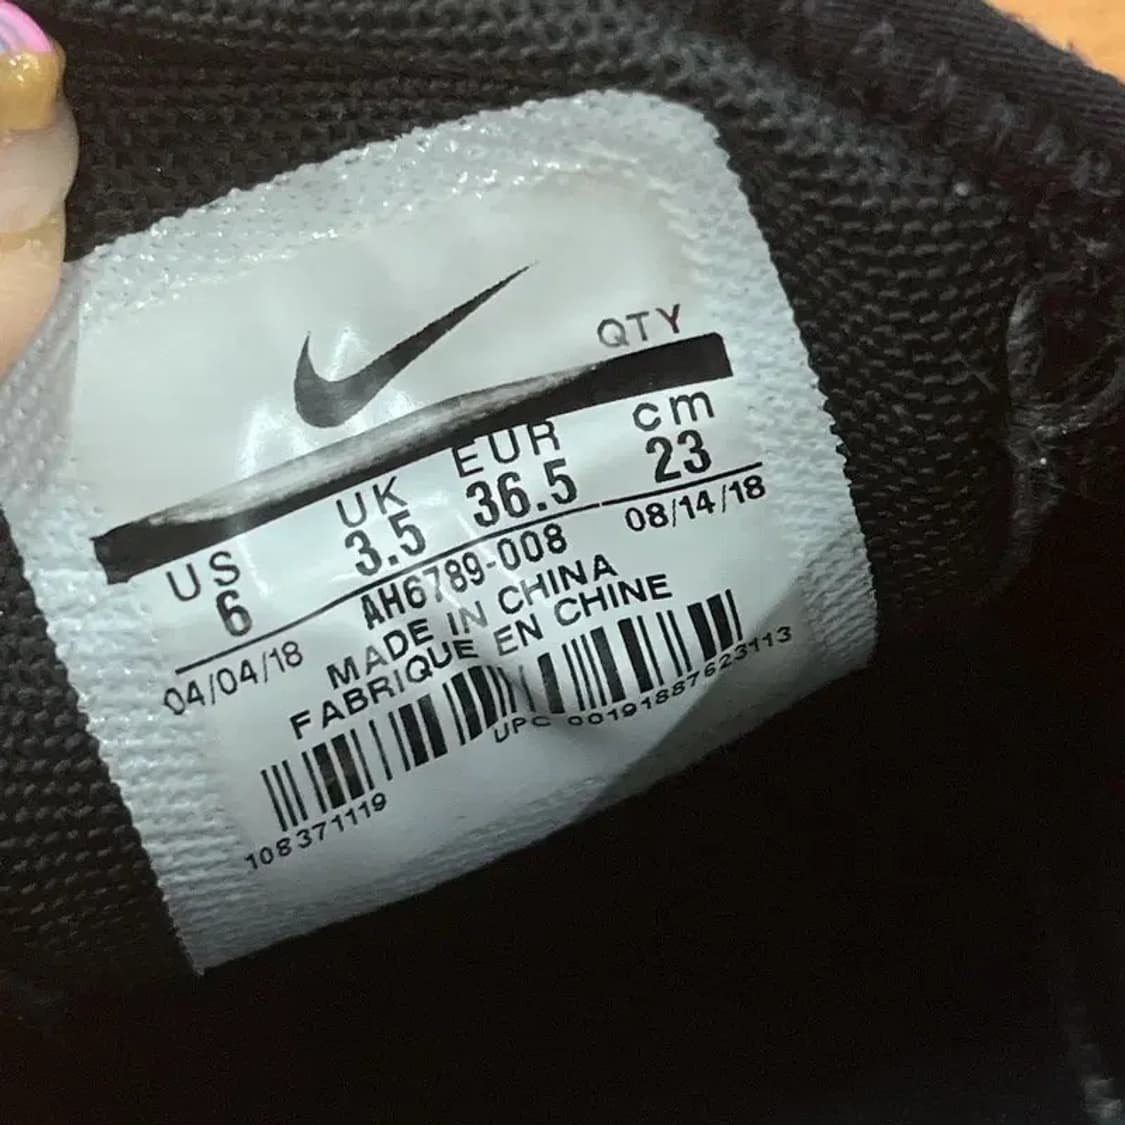 QTY
US UK EUR cm
6 3.5 36.5 23
04/04/18 AH6789-008 08/14/18
MADE IN CHINA
FABRIQUE EN CHINE
108371119 UPC 00191887623113